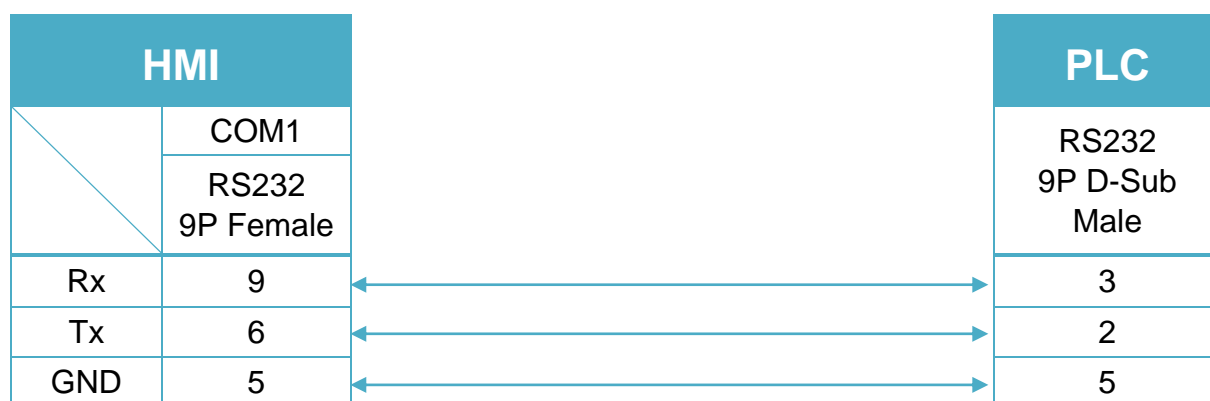 HMI
PLC
COM1
RS232
9P Female
RS232
9P D-Sub
Male
Rx 9 3
Tx 6 2
GND 5 5